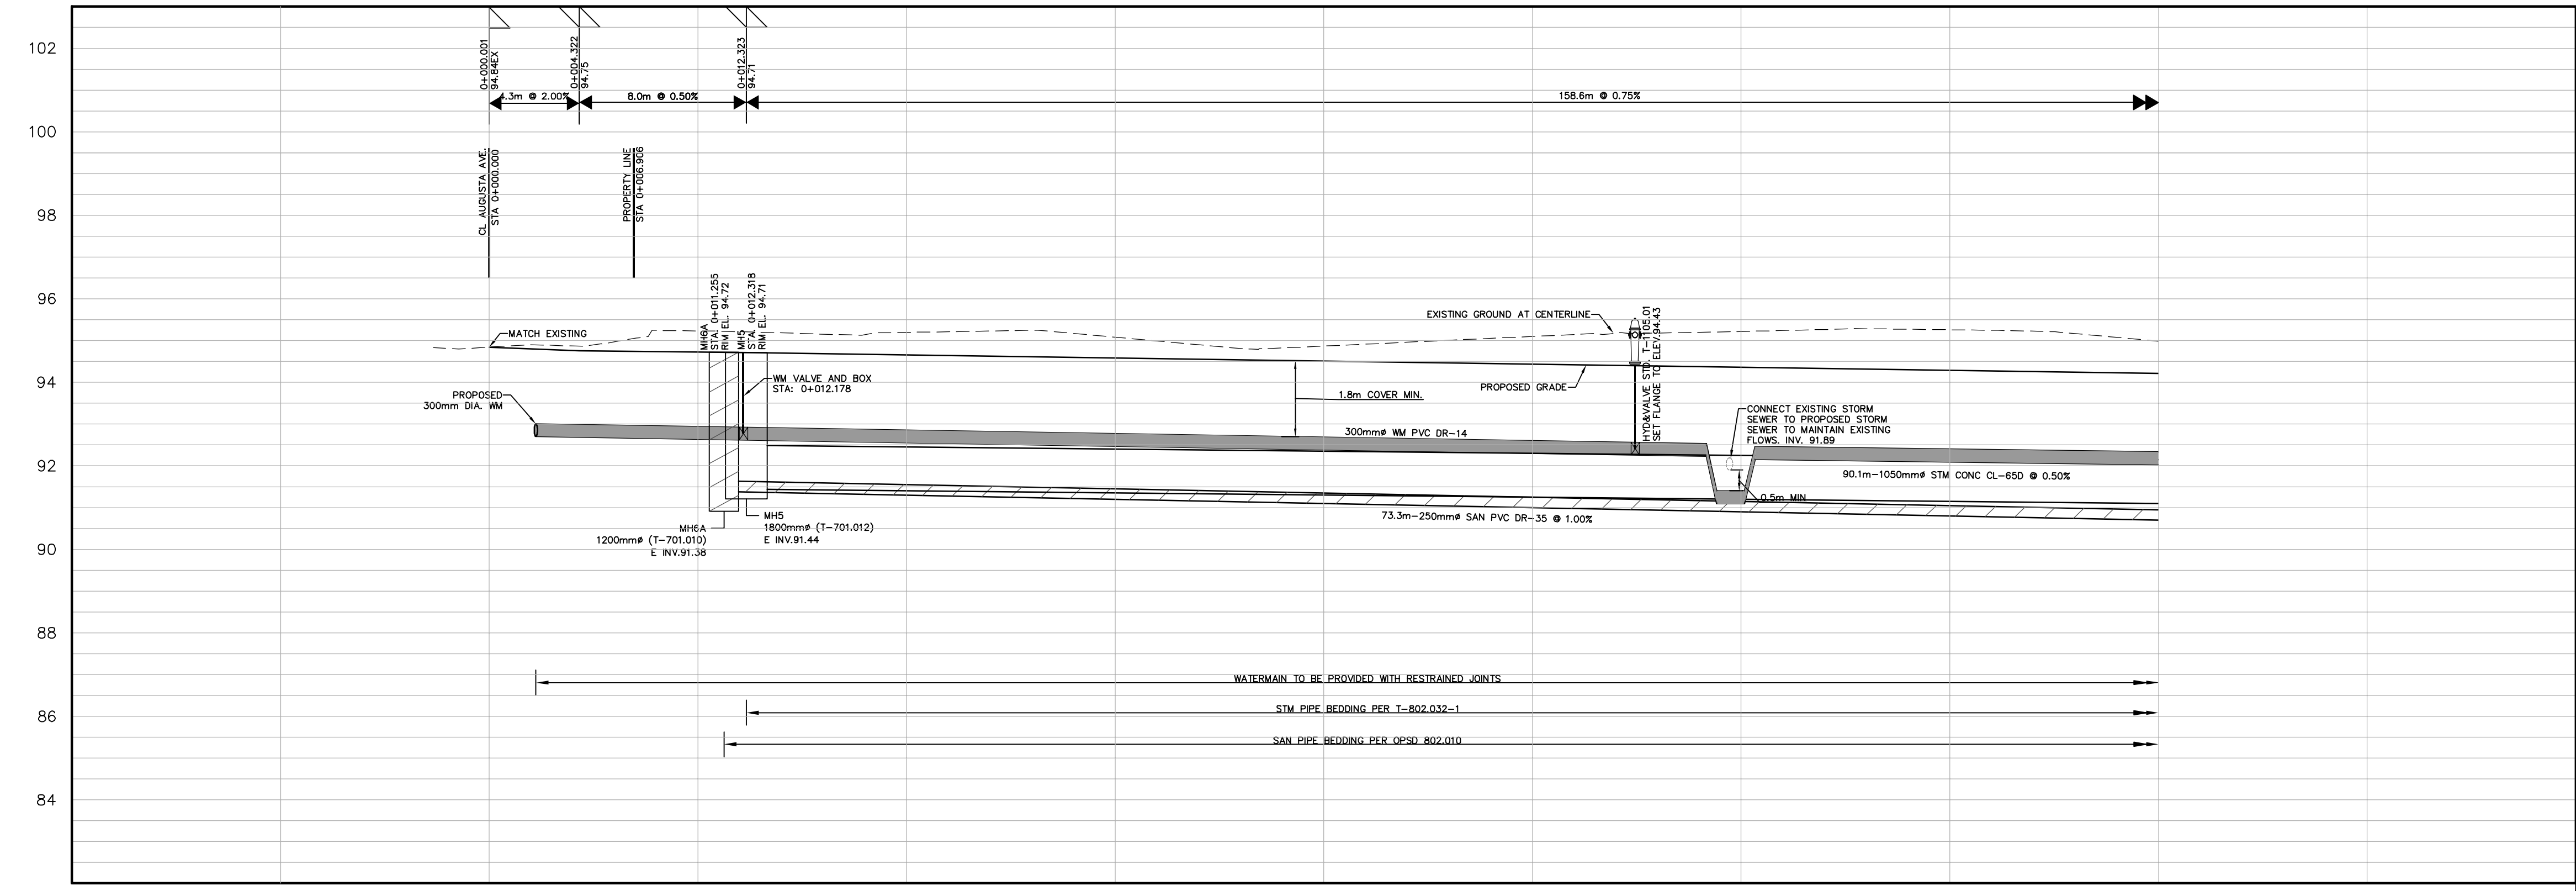 102
100
98
96
94
92
90
88
86
84
0+000.001
94.84EX
0+004.322
94.75
0+012.323
94.71
4.3m @ 2.00%
8.0m @ 0.50%
158.6m @ 0.75%
CL AUGUSTA AVE.
STA 0+000.000
PROPERTY LINE
STA 0+006.906
MH6A
STA. 0+011.255
RIM EL. 94.72
MH5
STA. 0+012.318
RIM EL. 94.71
MATCH EXISTING
EXISTING GROUND AT CENTERLINE
HYD&VALVE STD. T-1105.01
SET FLANGE TO ELEV.94.43
WM VALVE AND BOX
STA: 0+012.178
PROPOSED
300mm DIA. WM
1.8m COVER MIN.
PROPOSED GRADE
300mmø WM PVC DR-14
CONNECT EXISTING STORM
SEWER TO PROPOSED STORM
SEWER TO MAINTAIN EXISTING
FLOWS. INV. 91.89
90.1m-1050mmø STM CONC CL-65D @ 0.50%
0.5m MIN
73.3m-250mmø SAN PVC DR-35 @ 1.00%
MH6A
1200mmø (T-701.010)
E INV.91.38
MH5
1800mmø (T-701.012)
E INV.91.44
WATERMAIN TO BE PROVIDED WITH RESTRAINED JOINTS
STM PIPE BEDDING PER T-802.032-1
SAN PIPE BEDDING PER OPSD 802.010